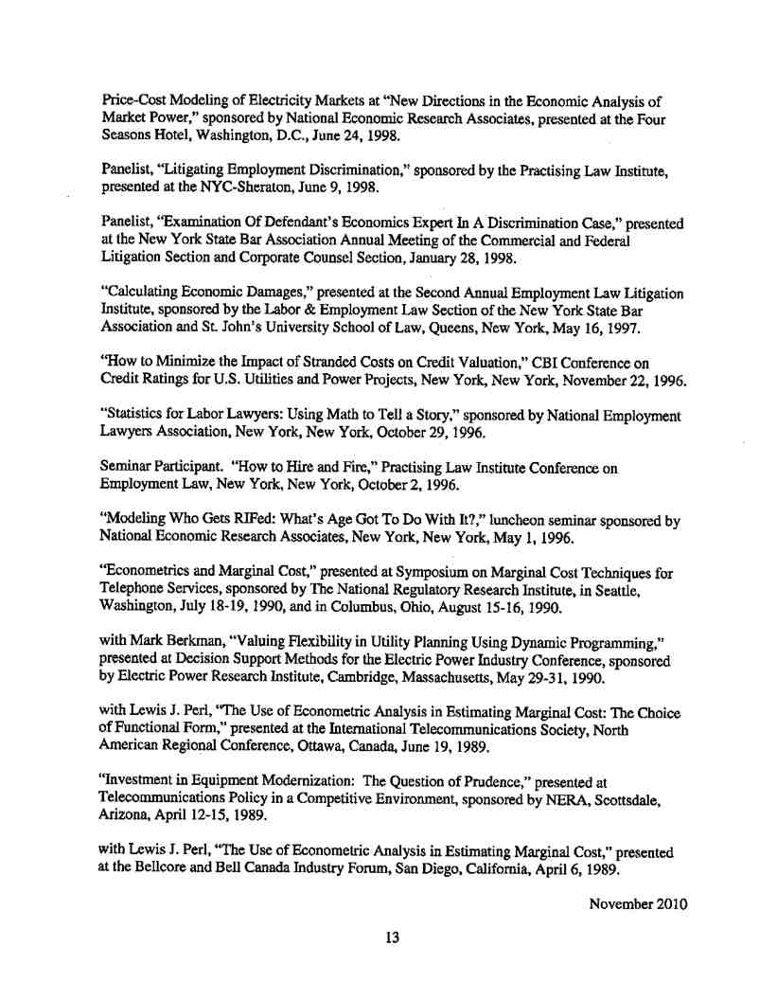 Price-Cost Modeling of Electricity Markets at “New Directions in the Economic Analysis of
Market Power,” sponsored by National Economic Research Associates, presented at the Four
Seasons Hotel, Washington, D.C., June 24, 1998.
Panelist, “Litigating Employment Discrimination,” sponsored by the Practising Law Institute,
presented at the NYC-Sheraton, June 9, 1998.
Panelist, “Examination Of Defendant’s Economics Expert In A Discrimination Case,” presented
at the New York State Bar Association Annual Meeting of the Commercial and Federal
Litigation Section and Corporate Counsel Section, January 28, 1998.
“Calculating Economic Damages,” presented at the Second Annual Employment Law Litigation
Institute, sponsored by the Labor & Employment Law Section of the New York State Bar
Association and St. John’s University School of Law, Queens, New York, May 16, 1997.
“How to Minimize the Impact of Stranded Costs on Credit Valuation,” CBI Conference on
Credit Ratings for U.S. Utilities and Power Projects, New York, New York, November 22, 1996.
“Statistics for Labor Lawyers: Using Math to Tell a Story,” sponsored by National Employment
Lawyers Association, New York, New York, October 29, 1996.
Seminar Participant. “How to Hire and Fire,” Practising Law Institute Conference on
Employment Law, New York, New York, October 2, 1996.
“Modeling Who Gets RIFed: What’s Age Got To Do With It?,” luncheon seminar sponsored by
National Economic Research Associates, New York, New York, May 1, 1996.
“Econometrics and Marginal Cost,” presented at Symposium on Marginal Cost Techniques for
Telephone Services, sponsored by The National Regulatory Research Institute, in Seattle,
Washington, July 18-19, 1990, and in Columbus, Ohio, August 15-16, 1990.
with Mark Berkman, “Valuing Flexibility in Utility Planning Using Dynamic Programming,”
presented at Decision Support Methods for the Electric Power Industry Conference, sponsored
by Electric Power Research Institute, Cambridge, Massachusetts, May 29-31, 1990.
with Lewis J. Perl, “The Use of Econometric Analysis in Estimating Marginal Cost: The Choice
of Functional Form,” presented at the International Telecommunications Society, North
American Regional Conference, Ottawa, Canada, June 19, 1989.
“Investment in Equipment Modernization: The Question of Prudence,” presented at
Telecommunications Policy in a Competitive Environment, sponsored by NERA, Scottsdale,
Arizona, April 12-15, 1989.
with Lewis J. Perl, “The Use of Econometric Analysis in Estimating Marginal Cost,” presented
at the Bellcore and Bell Canada Industry Forum, San Diego, California, April 6, 1989.
November 2010
13